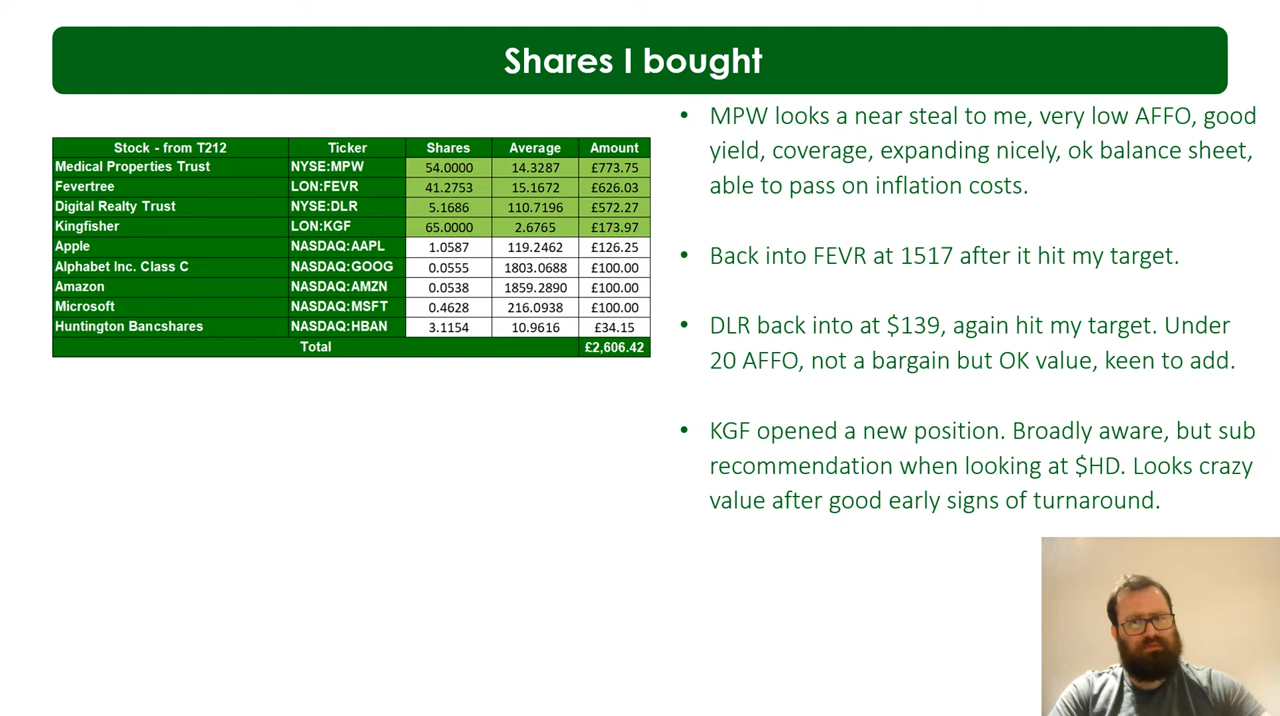 Shares I bought
Stock - from T212 Ticker Shares Average Amount
Medical Properties Trust NYSE:MPW 54.0000 14.3287 £773.75
Fevertree LON:FEVR 41.2753 15.1672 £626.03
Digital Realty Trust NYSE:DLR 5.1686 110.7196 £572.27
Kingfisher LON:KGF 65.0000 2.6765 £173.97
Apple NASDAQ:AAPL 1.0587 119.2462 £126.25
Alphabet Inc. Class C NASDAQ:GOOG 0.0555 1803.0688 £100.00
Amazon NASDAQ:AMZN 0.0538 1859.2890 £100.00
Microsoft NASDAQ:MSFT 0.4628 216.0938 £100.00
Huntington Bancshares NASDAQ:HBAN 3.1154 10.9616 £34.15
Total £2,606.42
• MPW looks a near steal to me, very low AFFO, good
yield, coverage, expanding nicely, ok balance sheet,
able to pass on inflation costs.
• Back into FEVR at 1517 after it hit my target.
• DLR back into at $139, again hit my target. Under
20 AFFO, not a bargain but OK value, keen to add.
• KGF opened a new position. Broadly aware, but sub
recommendation when looking at $HD. Looks crazy
value after good early signs of turnaround.